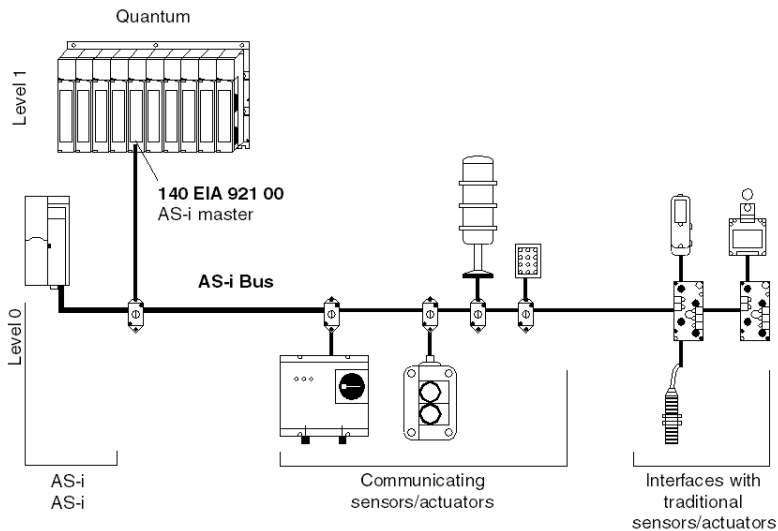 Quantum
Level 1
140 EIA 921 00
AS-i master
AS-i Bus
Level 0
AS-i
AS-i
Communicating
sensors/actuators
Interfaces with
traditional
sensors/actuators